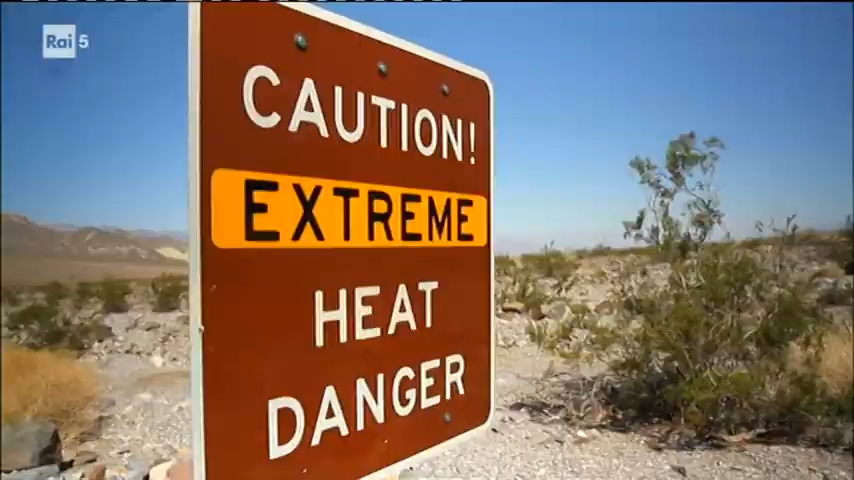 Rai 5
CAUTION!
EXTREME
HEAT
DANGER